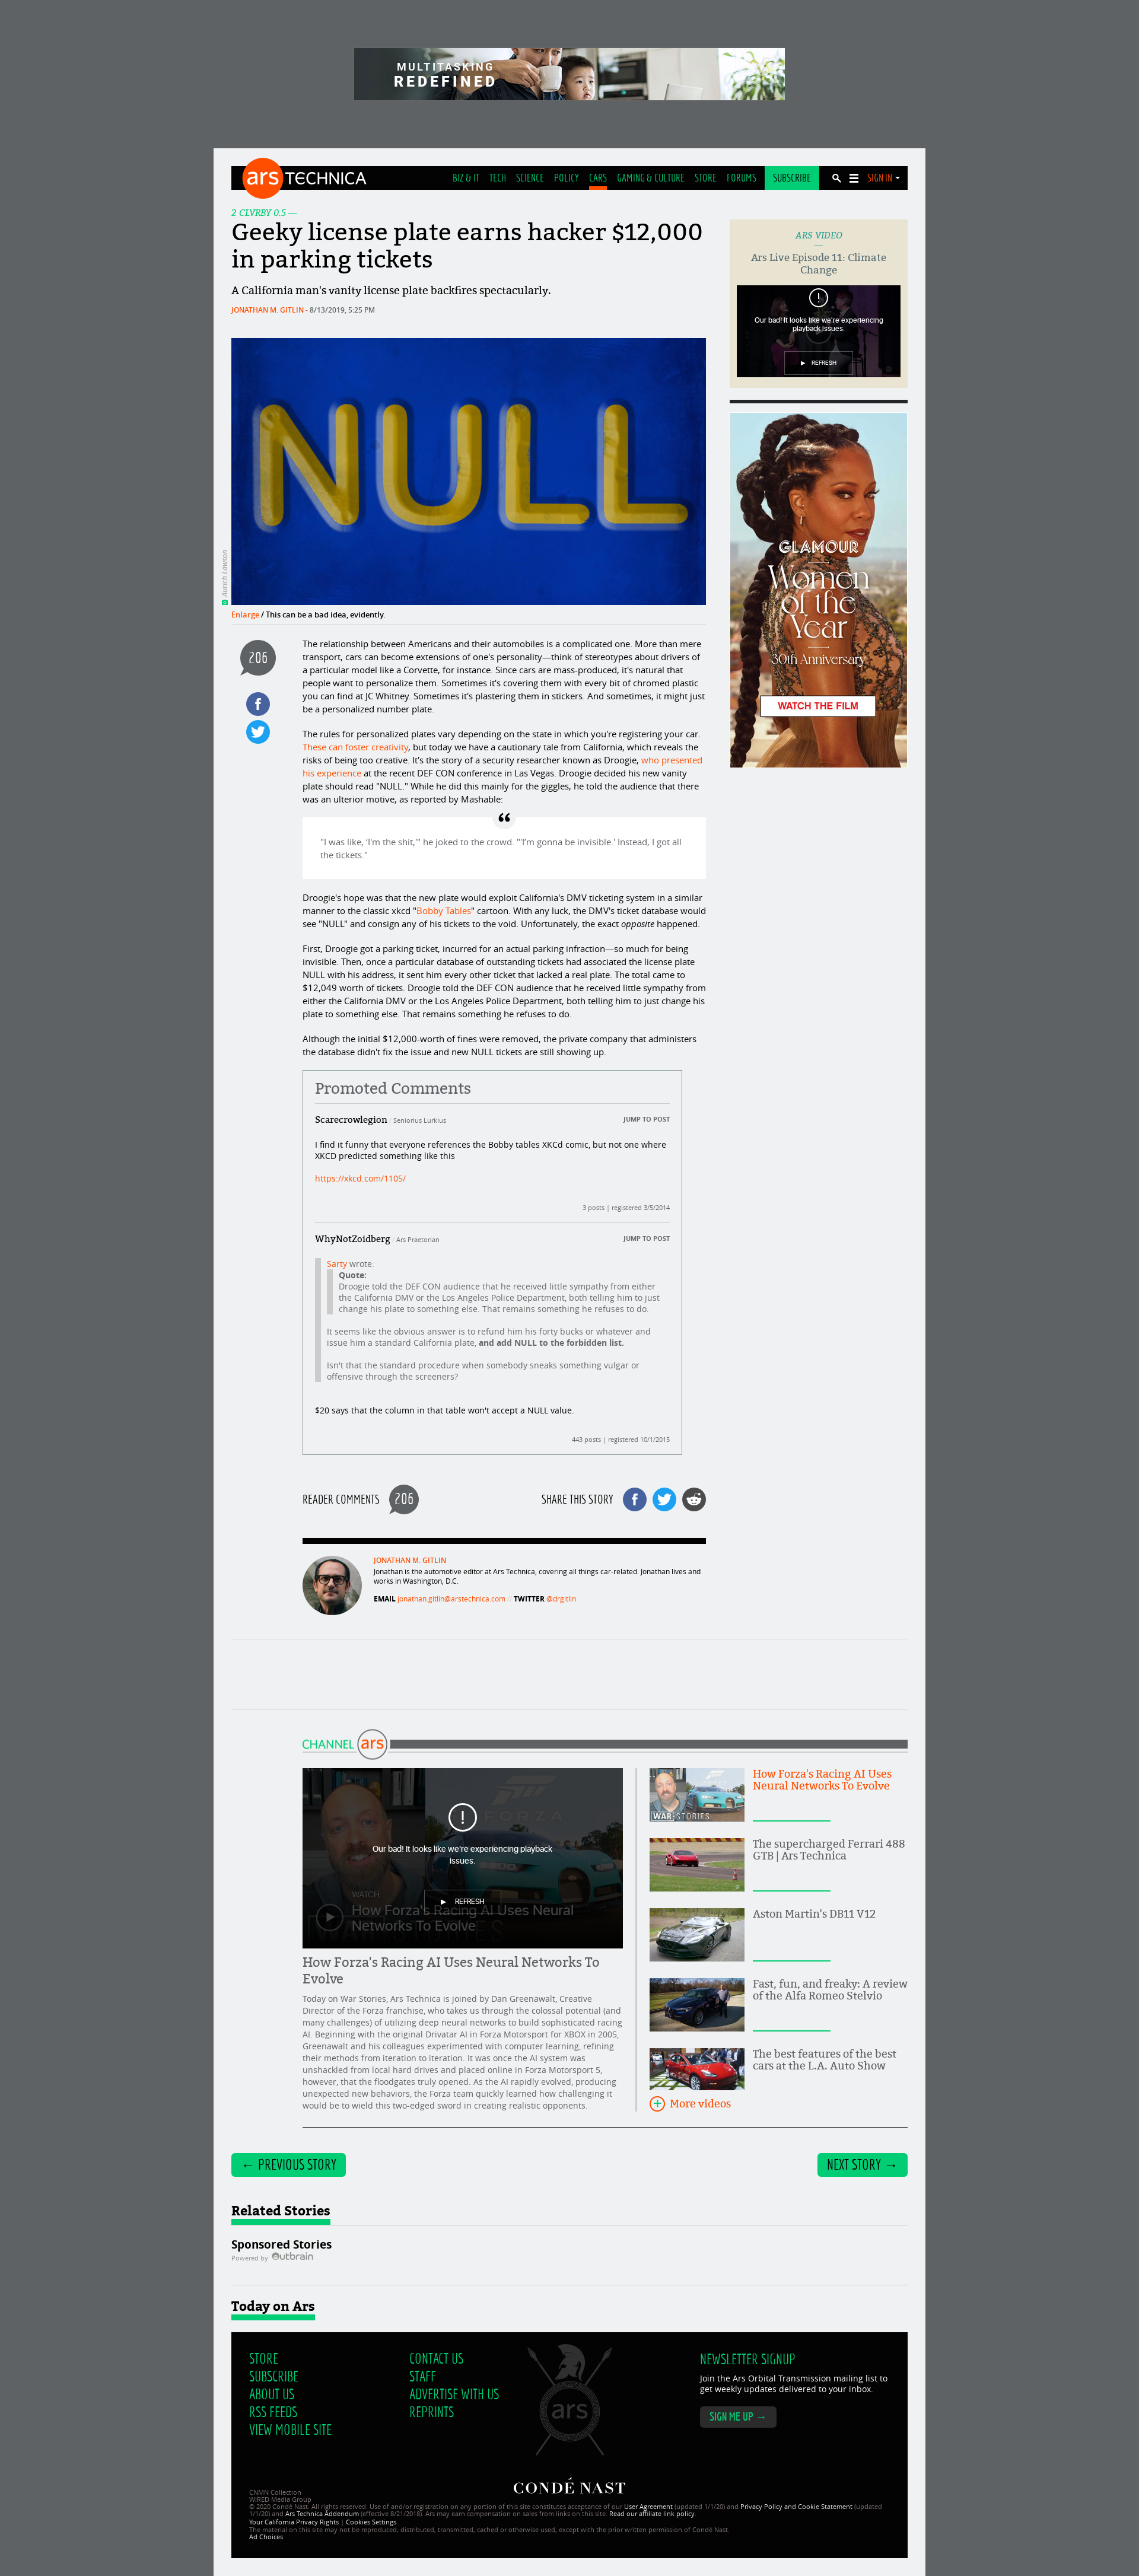 MULTITASKING
REDEFINED
ars TECHNICA
BIZ & IT TECH SCIENCE POLICY CARS GAMING & CULTURE STORE FORUMS SUBSCRIBE SIGN IN
2 CLVRBY 0.5 —
Geeky license plate earns hacker $12,000
in parking tickets
A California man's vanity license plate backfires spectacularly.
JONATHAN M. GITLIN - 8/13/2019, 5:25 PM
NULL
Aurich Lawson
Enlarge / This can be a bad idea, evidently.
206
The relationship between Americans and their automobiles is a complicated one. More than mere
transport, cars can become extensions of one's personality—think of stereotypes about drivers of
a particular model like a Corvette, for instance. Since cars are mass-produced, it's natural that
people want to personalize them. Sometimes it's covering them with every bit of chromed plastic
you can find at JC Whitney. Sometimes it's plastering them in stickers. And sometimes, it might just
be a personalized number plate.
The rules for personalized plates vary depending on the state in which you're registering your car.
These can foster creativity, but today we have a cautionary tale from California, which reveals the
risks of being too creative. It's the story of a security researcher known as Droogie, who presented
his experience at the recent DEF CON conference in Las Vegas. Droogie decided his new vanity
plate should read "NULL." While he did this mainly for the giggles, he told the audience that there
was an ulterior motive, as reported by Mashable:
"I was like, 'I'm the shit,'" he joked to the crowd. "'I'm gonna be invisible.' Instead, I got all
the tickets."
Droogie's hope was that the new plate would exploit California's DMV ticketing system in a similar
manner to the classic xkcd "Bobby Tables" cartoon. With any luck, the DMV's ticket database would
see "NULL" and consign any of his tickets to the void. Unfortunately, the exact opposite happened.
First, Droogie got a parking ticket, incurred for an actual parking infraction—so much for being
invisible. Then, once a particular database of outstanding tickets had associated the license plate
NULL with his address, it sent him every other ticket that lacked a real plate. The total came to
$12,049 worth of tickets. Droogie told the DEF CON audience that he received little sympathy from
either the California DMV or the Los Angeles Police Department, both telling him to just change his
plate to something else. That remains something he refuses to do.
Although the initial $12,000-worth of fines were removed, the private company that administers
the database didn't fix the issue and new NULL tickets are still showing up.
Promoted Comments
Scarecrowlegion / Seniorius Lurkius JUMP TO POST
I find it funny that everyone references the Bobby tables XKCd comic, but not one where
XKCD predicted something like this
https://xkcd.com/1105/
3 posts | registered 3/5/2014
WhyNotZoidberg / Ars Praetorian JUMP TO POST
Sarty wrote:
Quote:
Droogie told the DEF CON audience that he received little sympathy from either
the California DMV or the Los Angeles Police Department, both telling him to just
change his plate to something else. That remains something he refuses to do.
It seems like the obvious answer is to refund him his forty bucks or whatever and
issue him a standard California plate, and add NULL to the forbidden list.
Isn't that the standard procedure when somebody sneaks something vulgar or
offensive through the screeners?
$20 says that the column in that table won't accept a NULL value.
443 posts | registered 10/1/2015
READER COMMENTS 206 SHARE THIS STORY
JONATHAN M. GITLIN
Jonathan is the automotive editor at Ars Technica, covering all things car-related. Jonathan lives and
works in Washington, D.C.
EMAIL jonathan.gitlin@arstechnica.com // TWITTER @drgitlin
ARS VIDEO
Ars Live Episode 11: Climate
Change
Our bad! It looks like we're experiencing
playback issues.
REFRESH
GLAMOUR
Women
of the
Year
30th Anniversary
WATCH THE FILM
CHANNEL ars
FORZA
Our bad! It looks like we're experiencing playback
issues.
REFRESH
WATCH
How Forza's Racing AI Uses Neural
Networks To Evolve
How Forza's Racing AI Uses Neural Networks To
Evolve
Today on War Stories, Ars Technica is joined by Dan Greenawalt, Creative
Director of the Forza franchise, who takes us through the colossal potential (and
many challenges) of utilizing deep neural networks to build sophisticated racing
AI. Beginning with the original Drivatar AI in Forza Motorsport for XBOX in 2005,
Greenawalt and his colleagues experimented with computer learning, refining
their methods from iteration to iteration. It was once the AI system was
unshackled from local hard drives and placed online in Forza Motorsport 5,
however, that the floodgates truly opened. As the AI rapidly evolved, producing
unexpected new behaviors, the Forza team quickly learned how challenging it
would be to wield this two-edged sword in creating realistic opponents.
WAR STORIES
How Forza's Racing AI Uses
Neural Networks To Evolve
The supercharged Ferrari 488
GTB | Ars Technica
Aston Martin's DB11 V12
Fast, fun, and freaky: A review
of the Alfa Romeo Stelvio
The best features of the best
cars at the L.A. Auto Show
More videos
← PREVIOUS STORY NEXT STORY →
Related Stories
Sponsored Stories
Powered by Outbrain
Today on Ars
STORE
SUBSCRIBE
ABOUT US
RSS FEEDS
VIEW MOBILE SITE
CONTACT US
STAFF
ADVERTISE WITH US
REPRINTS
ars
NEWSLETTER SIGNUP
Join the Ars Orbital Transmission mailing list to
get weekly updates delivered to your inbox.
SIGN ME UP →
CONDÉ NAST
CNMN Collection
WIRED Media Group
© 2020 Condé Nast. All rights reserved. Use of and/or registration on any portion of this site constitutes acceptance of our User Agreement (updated 1/1/20) and Privacy Policy and Cookie Statement (updated
1/1/20) and Ars Technica Addendum (effective 8/21/2018). Ars may earn compensation on sales from links on this site. Read our affiliate link policy.
Your California Privacy Rights | Cookies Settings
The material on this site may not be reproduced, distributed, transmitted, cached or otherwise used, except with the prior written permission of Condé Nast.
Ad Choices